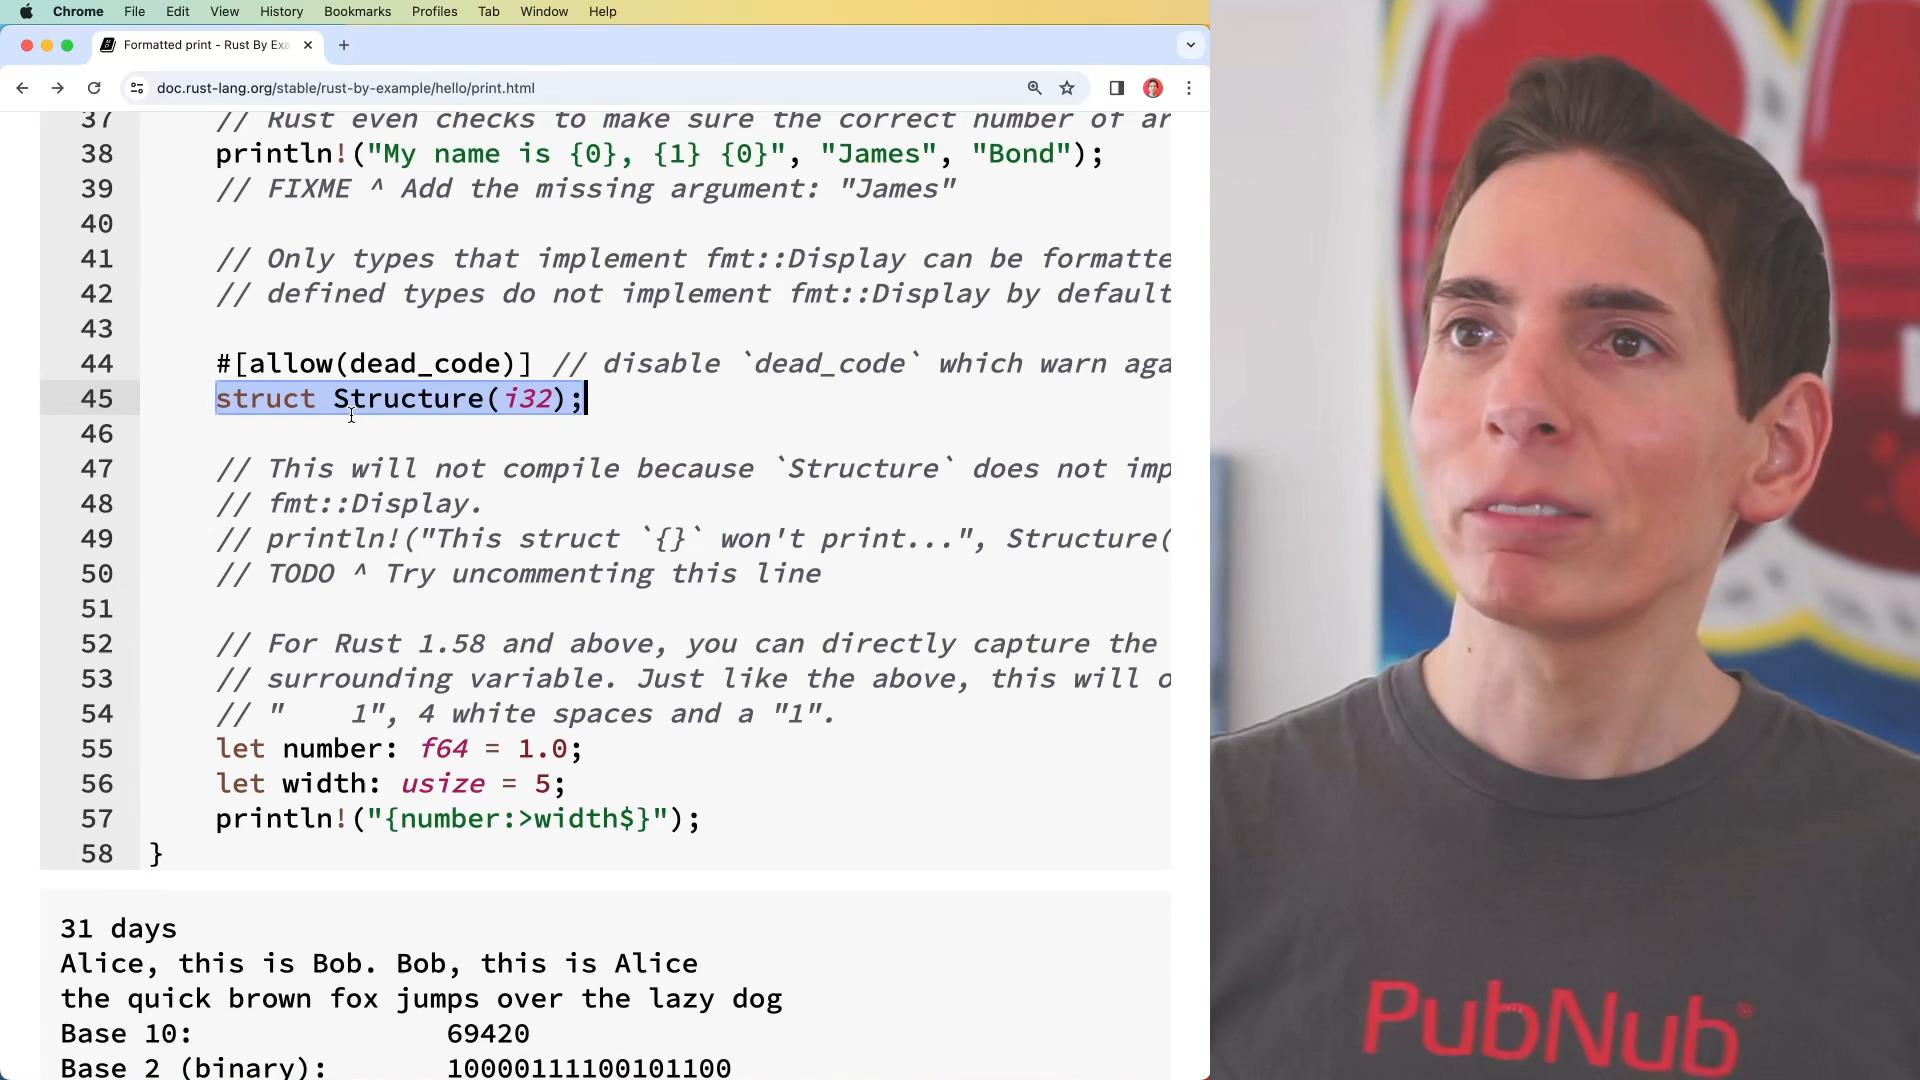 Chrome File Edit View History Bookmarks Profiles Tab Window Help
Formatted print - Rust By Exa
doc.rust-lang.org/stable/rust-by-example/hello/print.html
37 // Rust even checks to make sure the correct number of ar
38 println!("My name is {0}, {1} {0}", "James", "Bond");
39 // FIXME ^ Add the missing argument: "James"
40
41 // Only types that implement fmt::Display can be formatte
42 // defined types do not implement fmt::Display by default
43
44 #[allow(dead_code)] // disable `dead_code` which warn aga
45 struct Structure(i32);
46
47 // This will not compile because `Structure` does not imp
48 // fmt::Display.
49 // println!("This struct `{}` won't print...", Structure(
50 // TODO ^ Try uncommenting this line
51
52 // For Rust 1.58 and above, you can directly capture the
53 // surrounding variable. Just like the above, this will o
54 // "    1", 4 white spaces and a "1".
55 let number: f64 = 1.0;
56 let width: usize = 5;
57 println!("{number:>width$}");
58 }
31 days
Alice, this is Bob. Bob, this is Alice
the quick brown fox jumps over the lazy dog
Base 10: 69420
Base 2 (binary): 10000111100101100
PubNub